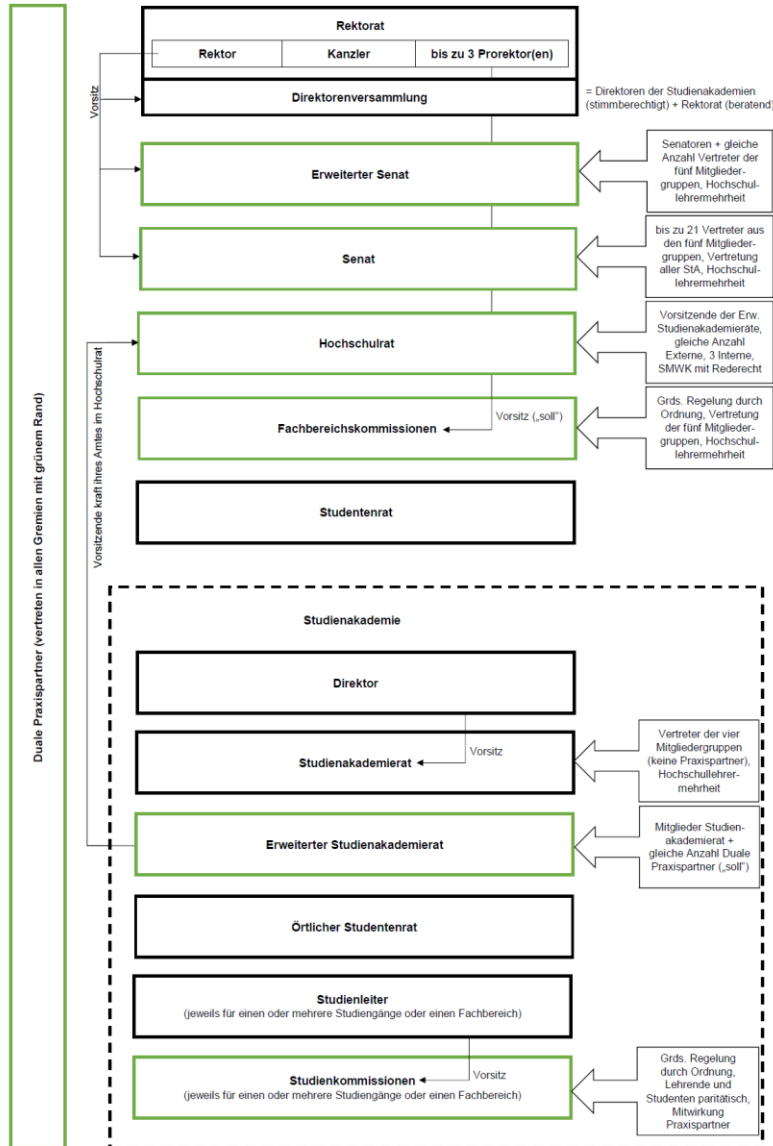 Rektorat
Rektor
Kanzler
bis zu 3 Prorektor(en)
Vorsitz
Direktorenversammlung
= Direktoren der Studienakademien
(stimmberechtigt) + Rektorat (beratend)
Erweiterter Senat
Senatoren + gleiche
Anzahl Vertreter der
fünf Mitglieder-
gruppen, Hochschul-
lehrermehrheit
Senat
bis zu 21 Vertreter aus
den fünf Mitglieder-
gruppen, Vertretung
aller StA, Hochschul-
lehrermehrheit
Hochschulrat
Vorsitzende der Erw.
Studienakademieräte,
gleiche Anzahl
Externe, 3 Interne,
SMWK mit Rederecht
Fachbereichskommissionen
Vorsitz („soll")
Grds. Regelung durch
Ordnung, Vertretung
der fünf Mitglieder-
gruppen, Hochschul-
lehrermehrheit
Studentenrat
Duale Praxispartner (vertreten in allen Gremien mit grünem Rand)
Vorsitzende kraft ihres Amtes im Hochschulrat
Studienakademie
Direktor
Vorsitz
Studienakademierat
Vertreter der vier
Mitgliedergruppen
(keine Praxispartner),
Hochschullehrer-
mehrheit
Erweiterter Studienakademierat
Mitglieder Studien-
akademierat +
gleiche Anzahl Duale
Praxispartner („soll")
Örtlicher Studentenrat
Studienleiter
(jeweils für einen oder mehrere Studiengänge oder einen Fachbereich)
Vorsitz
Studienkommissionen
(jeweils für einen oder mehrere Studiengänge oder einen Fachbereich)
Grds. Regelung
durch Ordnung,
Lehrende und
Studenten paritätisch,
Mitwirkung
Praxispartner